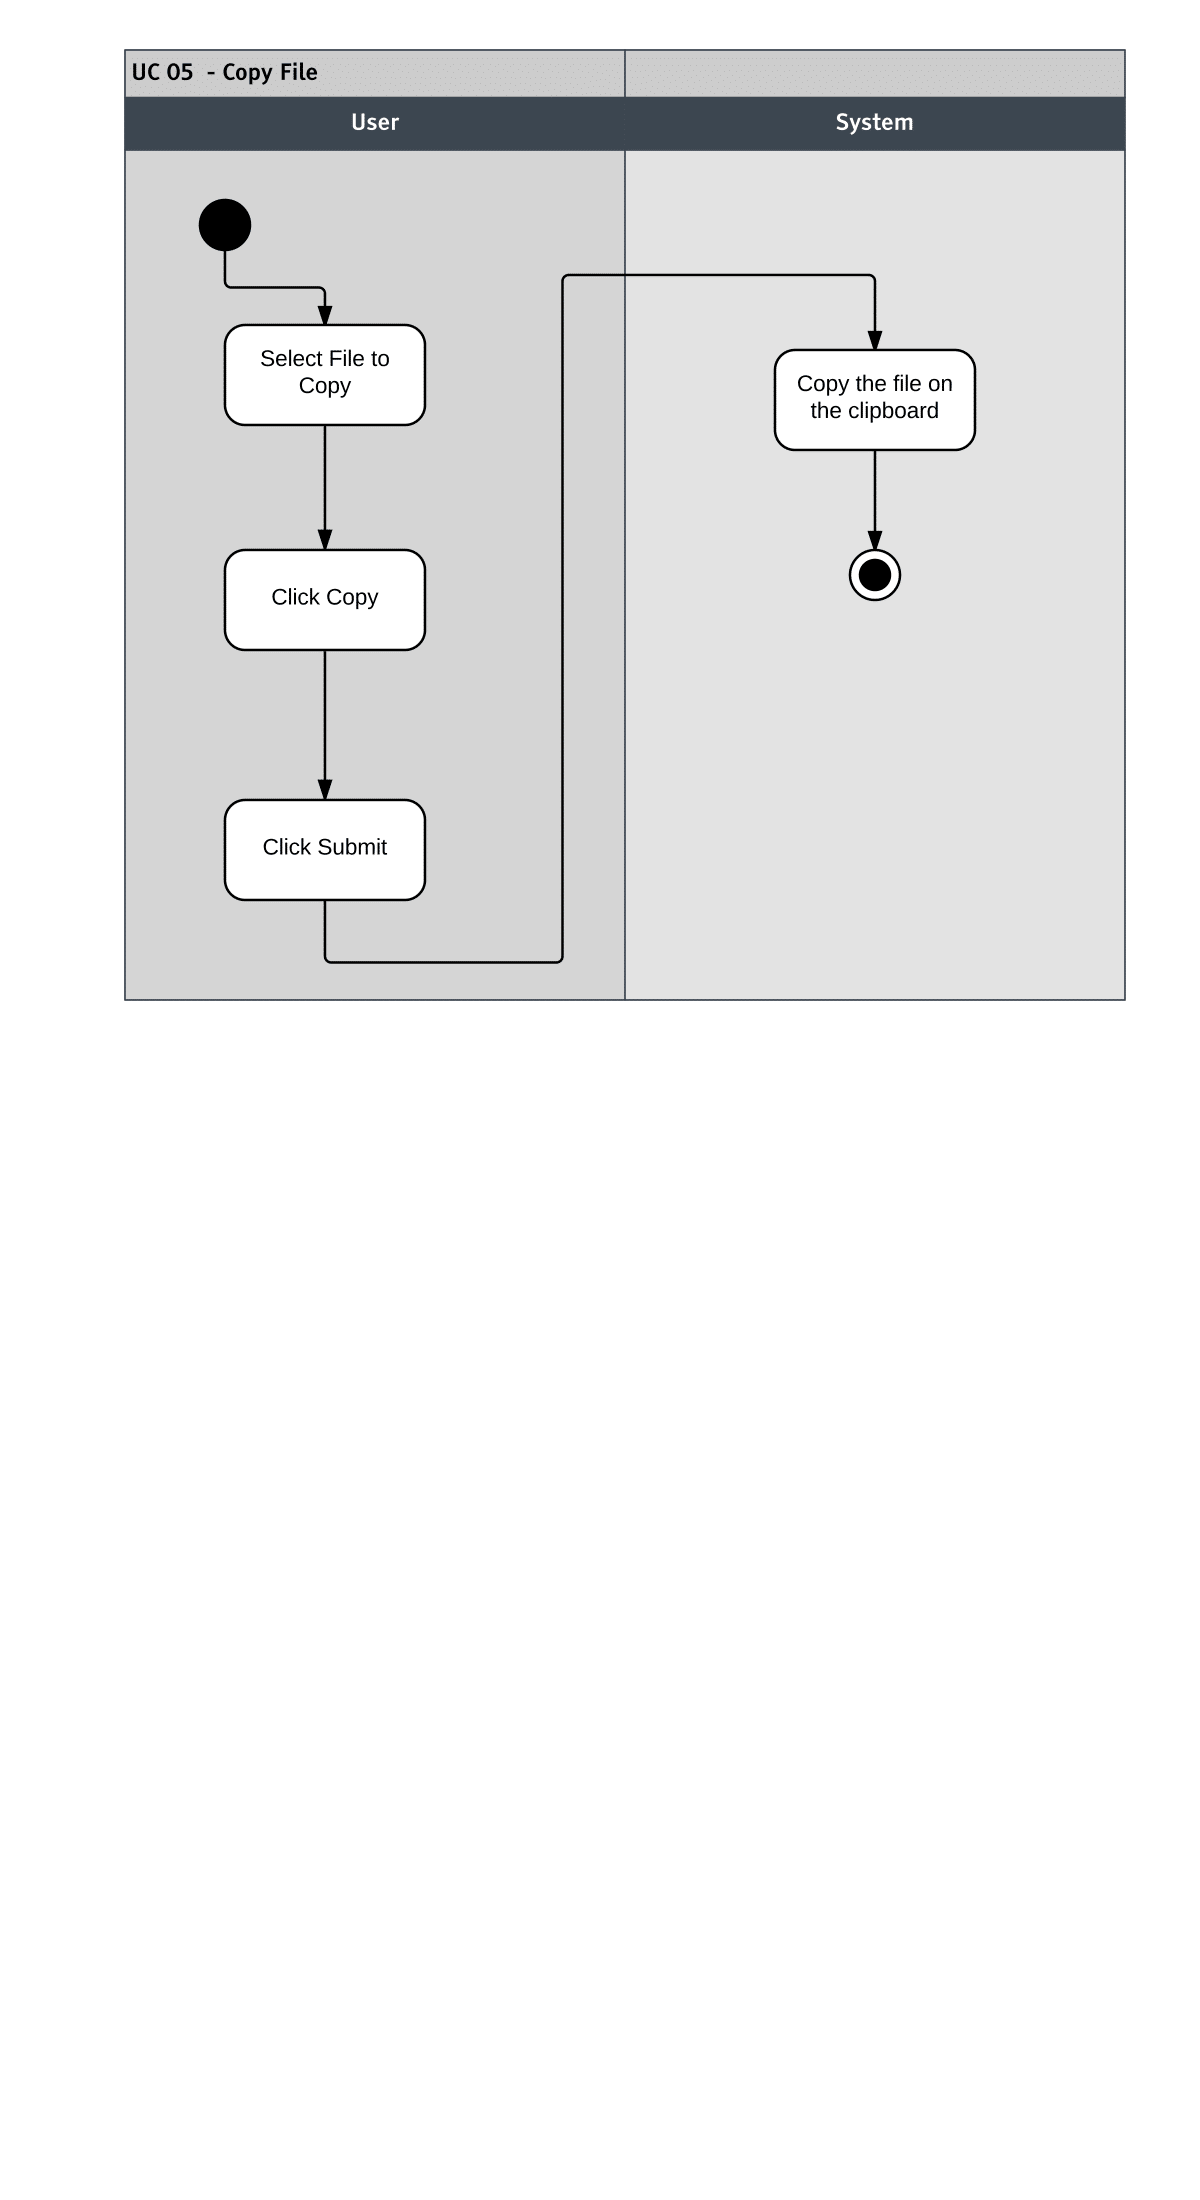 UC 05  - Copy File
User
System
Select File to
Copy
Click Copy
Click Submit
Copy the file on
the clipboard